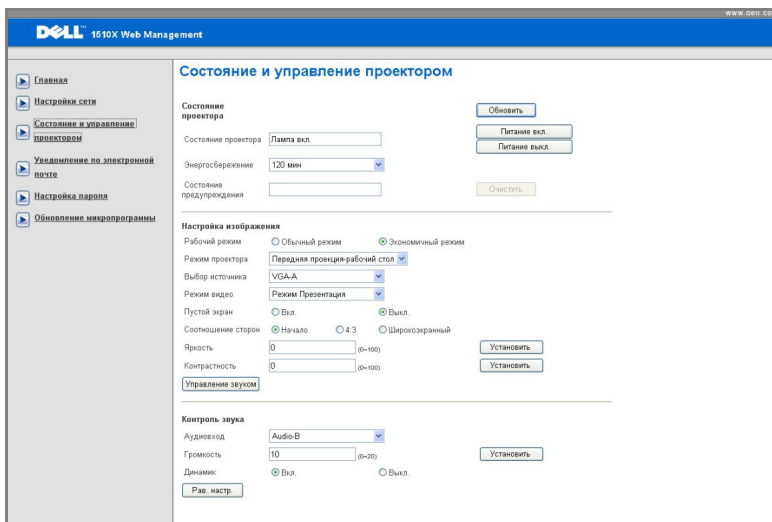 www.dell.co
DELL™ 1510X Web Management
Главная
Настройки сети
Состояние и управление
проектором
Уведомление по электронной
почте
Настройка пароля
Обновление микропрограммы
Состояние и управление проектором
Состояние
проектора
Обновить
Питание вкл.
Состояние проектора Лампа вкл.
Питание выкл.
Энергосбережение 120 мин
Состояние
предупреждения
Очистить
Настройка изображения
Рабочий режим Обычный режим Экономичный режим
Режим проектора Передняя проекция-рабочий стол
Выбор источника VGA-A
Режим видео Режим Презентация
Пустой экран Вкл. Выкл.
Соотношение сторон Начало 4:3 Широкоэкранный
Яркость 0 (0~100) Установить
Контрастность 0 (0~100) Установить
Управление звуком
Контроль звука
Аудиовход Audio-B
Громкость 10 (0~20) Установить
Динамик Вкл. Выкл.
Рав. настр.